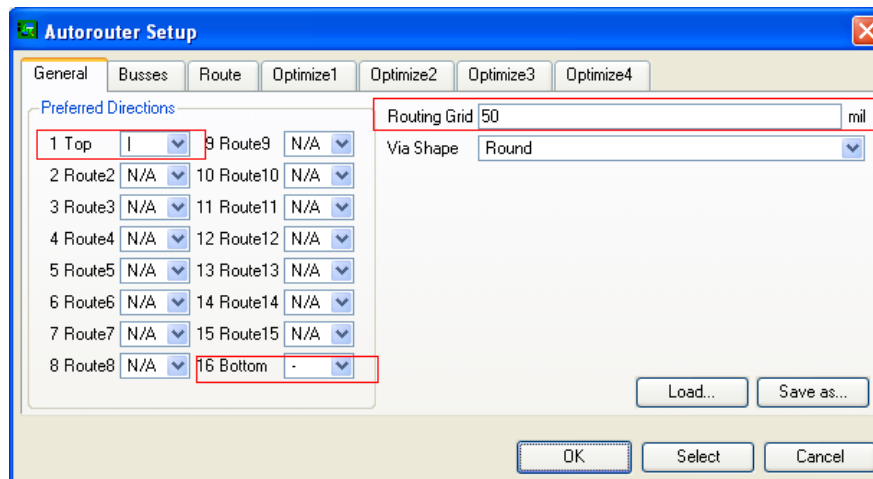 Autorouter Setup
General Busses Route Optimize1 Optimize2 Optimize3 Optimize4
Preferred Directions
Routing Grid 50 mil
1 Top | 9 Route9 N/A
Via Shape Round
2 Route2 N/A 10 Route10 N/A
3 Route3 N/A 11 Route11 N/A
4 Route4 N/A 12 Route12 N/A
5 Route5 N/A 13 Route13 N/A
6 Route6 N/A 14 Route14 N/A
7 Route7 N/A 15 Route15 N/A
8 Route8 N/A 16 Bottom -
Load... Save as...
OK Select Cancel